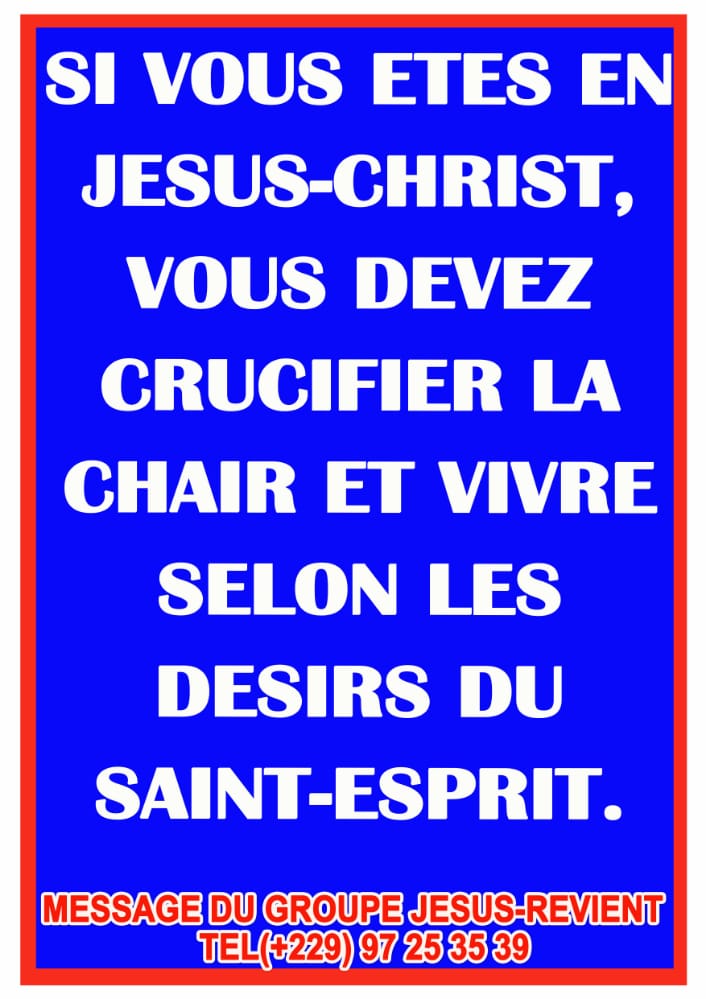 SI VOUS ETES EN
JESUS-CHRIST,
VOUS DEVEZ
CRUCIFIER LA
CHAIR ET VIVRE
SELON LES
DESIRS DU
SAINT-ESPRIT.
MESSAGE DU GROUPE JESUS-REVIENT
TEL(+229) 97 25 35 39